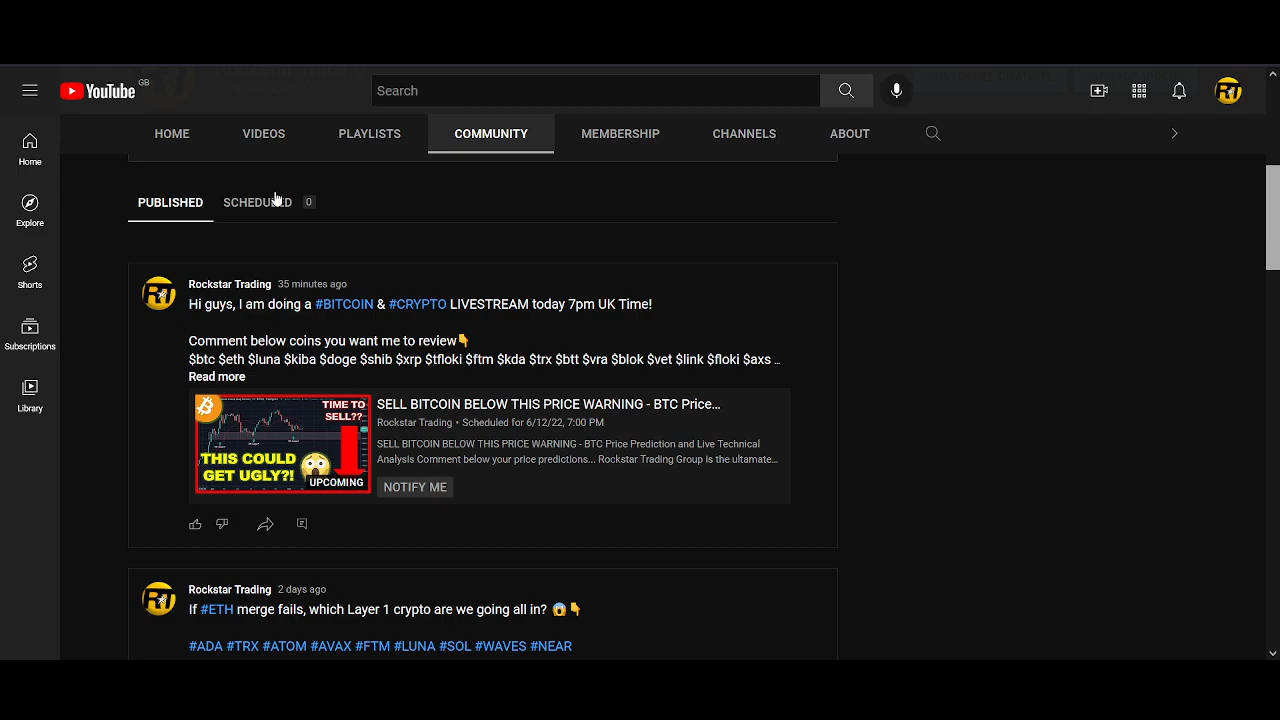 YouTube GB
Search
HOME VIDEOS PLAYLISTS COMMUNITY MEMBERSHIP CHANNELS ABOUT
Home
Explore
Shorts
Subscriptions
Library
PUBLISHED SCHEDULED 0
Rockstar Trading 35 minutes ago
Hi guys, I am doing a #BITCOIN & #CRYPTO LIVESTREAM today 7pm UK Time!
Comment below coins you want me to review👇
$btc $eth $luna $kiba $doge $shib $xrp $tfloki $ftm $kda $trx $btt $vra $blok $vet $link $floki $axs ...
Read more
TIME TO
SELL??
THIS COULD
GET UGLY?!
UPCOMING
SELL BITCOIN BELOW THIS PRICE WARNING - BTC Price...
Rockstar Trading • Scheduled for 6/12/22, 7:00 PM
SELL BITCOIN BELOW THIS PRICE WARNING - BTC Price Prediction and Live Technical
Analysis Comment below your price predictions... Rockstar Trading Group is the ultamate...
NOTIFY ME
Rockstar Trading 2 days ago
If #ETH merge fails, which Layer 1 crypto are we going all in? 😱👇
#ADA #TRX #ATOM #AVAX #FTM #LUNA #SOL #WAVES #NEAR